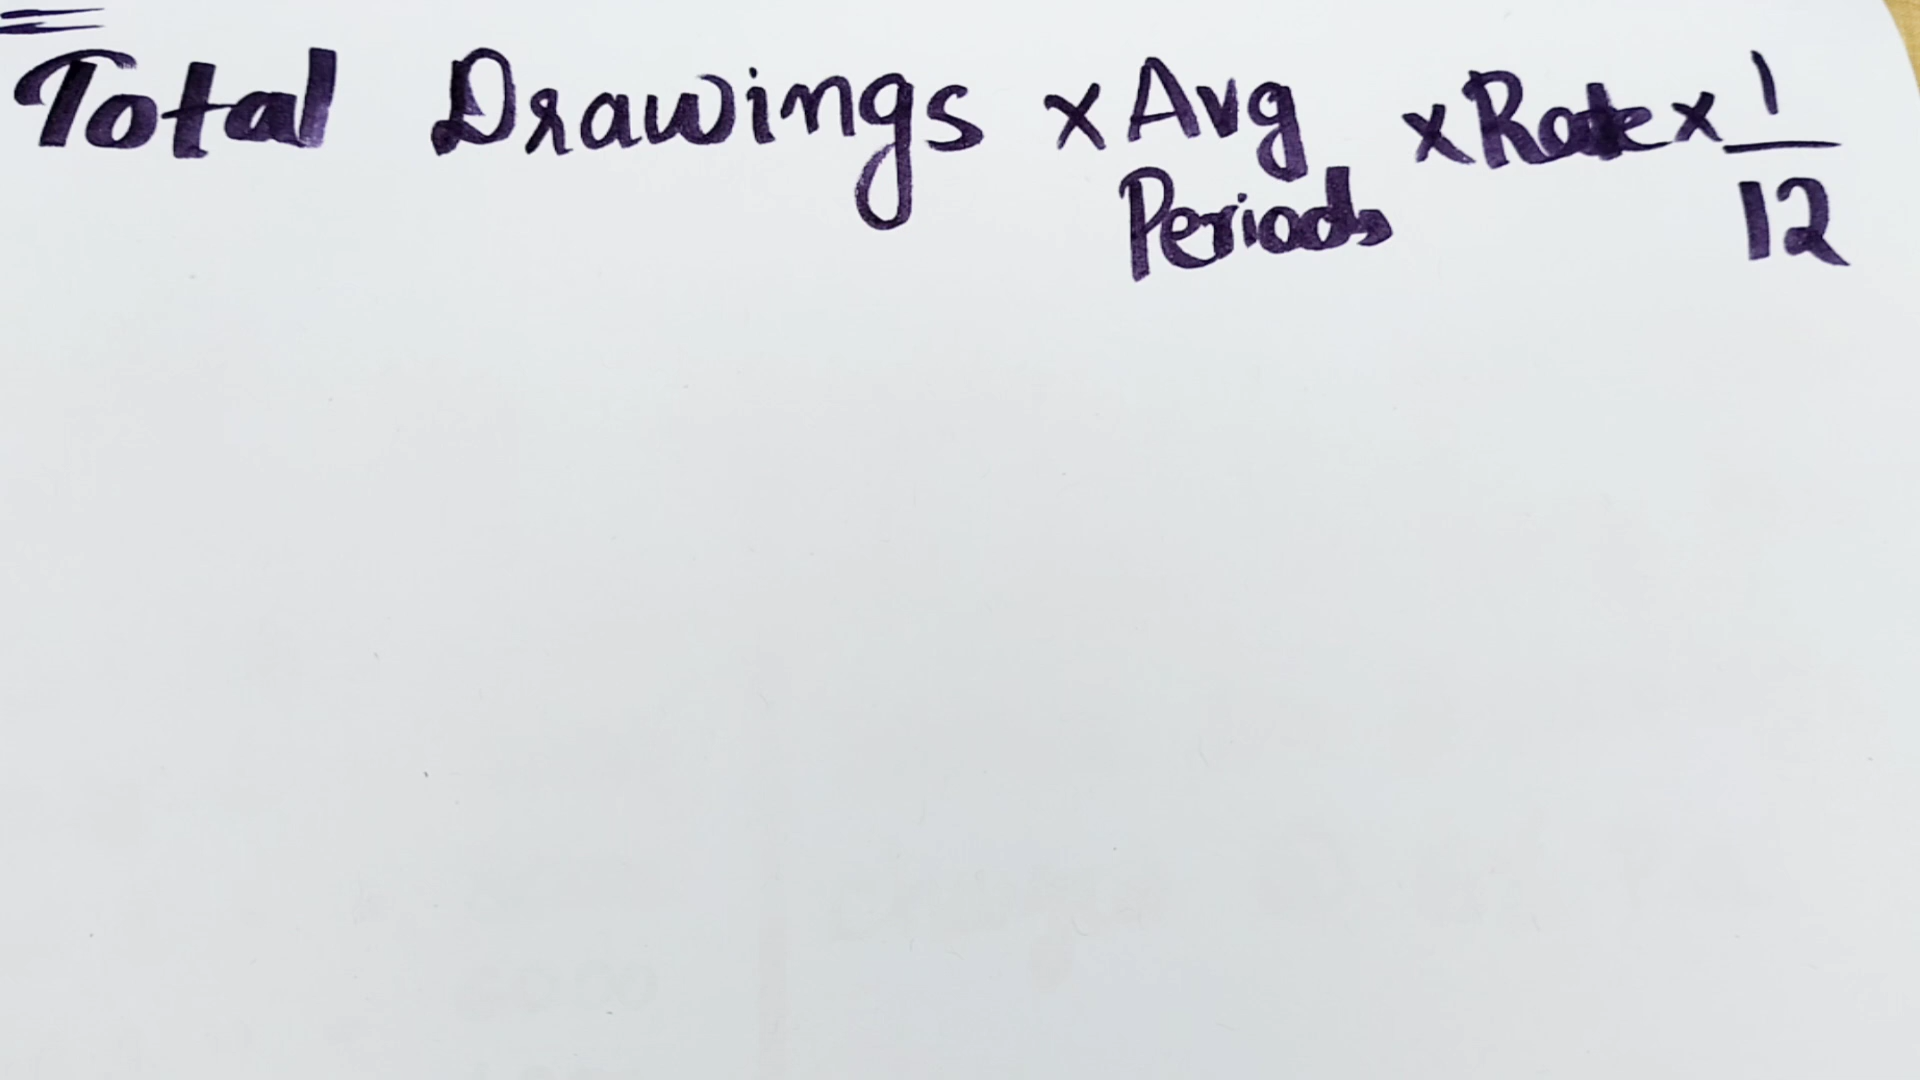 Total Drawings × Avg Periods × Rate × 1/12